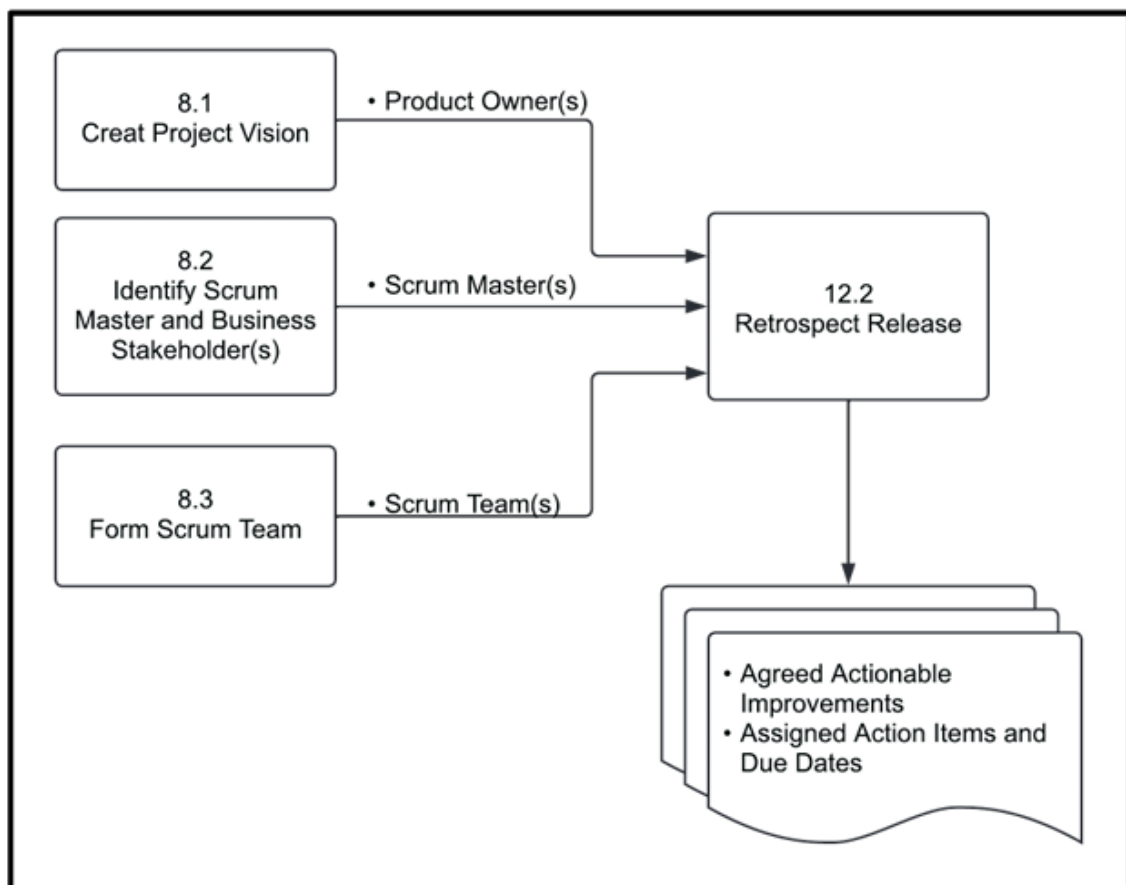 8.1
Creat Project Vision
• Product Owner(s)
8.2
Identify Scrum
Master and Business
Stakeholder(s)
• Scrum Master(s)
12.2
Retrospect Release
8.3
Form Scrum Team
• Scrum Team(s)
• Agreed Actionable
Improvements
• Assigned Action Items and
Due Dates